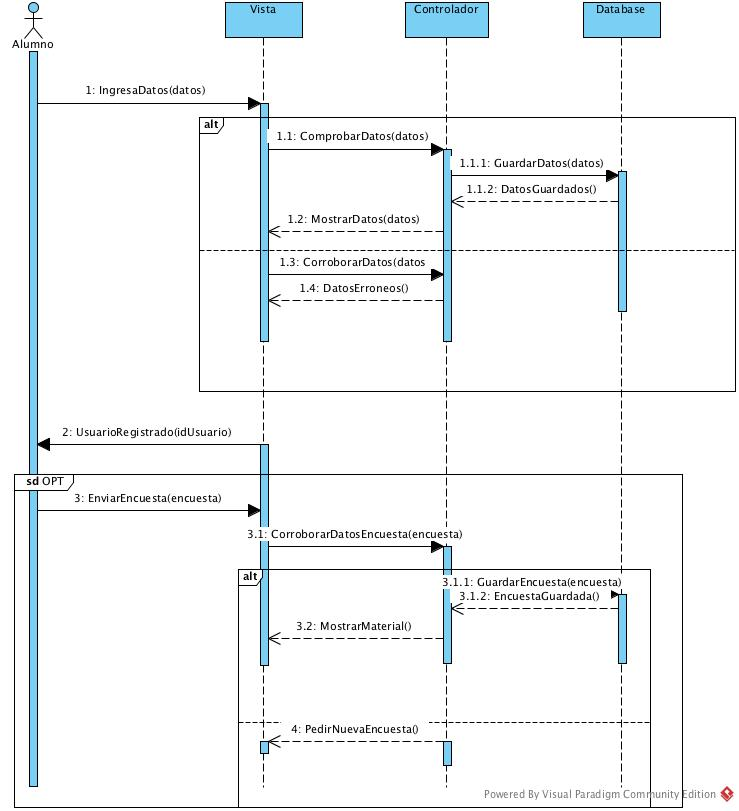 Alumno
Vista
Controlador
Database
1: IngresaDatos(datos)
alt
1.1: ComprobarDatos(datos)
1.1.1: GuardarDatos(datos)
1.1.2: DatosGuardados()
1.2: MostrarDatos(datos)
1.3: CorroborarDatos(datos
1.4: DatosErroneos()
2: UsuarioRegistrado(idUsuario)
sd OPT
3: EnviarEncuesta(encuesta)
3.1: CorroborarDatosEncuesta(encuesta)
alt
3.1.1: GuardarEncuesta(encuesta)
3.1.2: EncuestaGuardada()
3.2: MostrarMaterial()
4: PedirNuevaEncuesta()
Powered By Visual Paradigm Community Edition